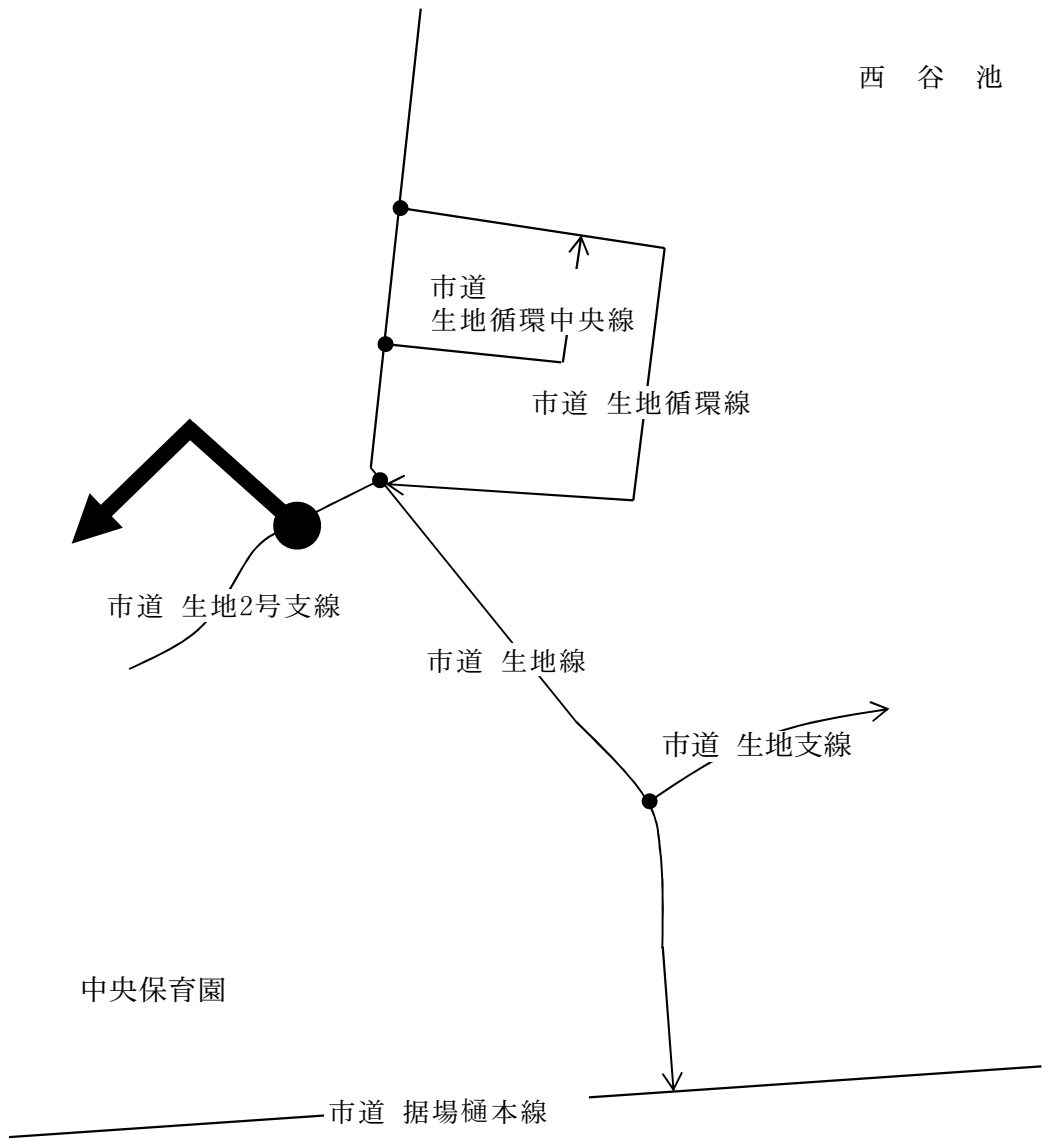 西 谷 池
市道
生地循環中央線
市道 生地循環線
市道 生地2号支線
市道 生地線
市道 生地支線
中央保育園
市道 据場樋本線